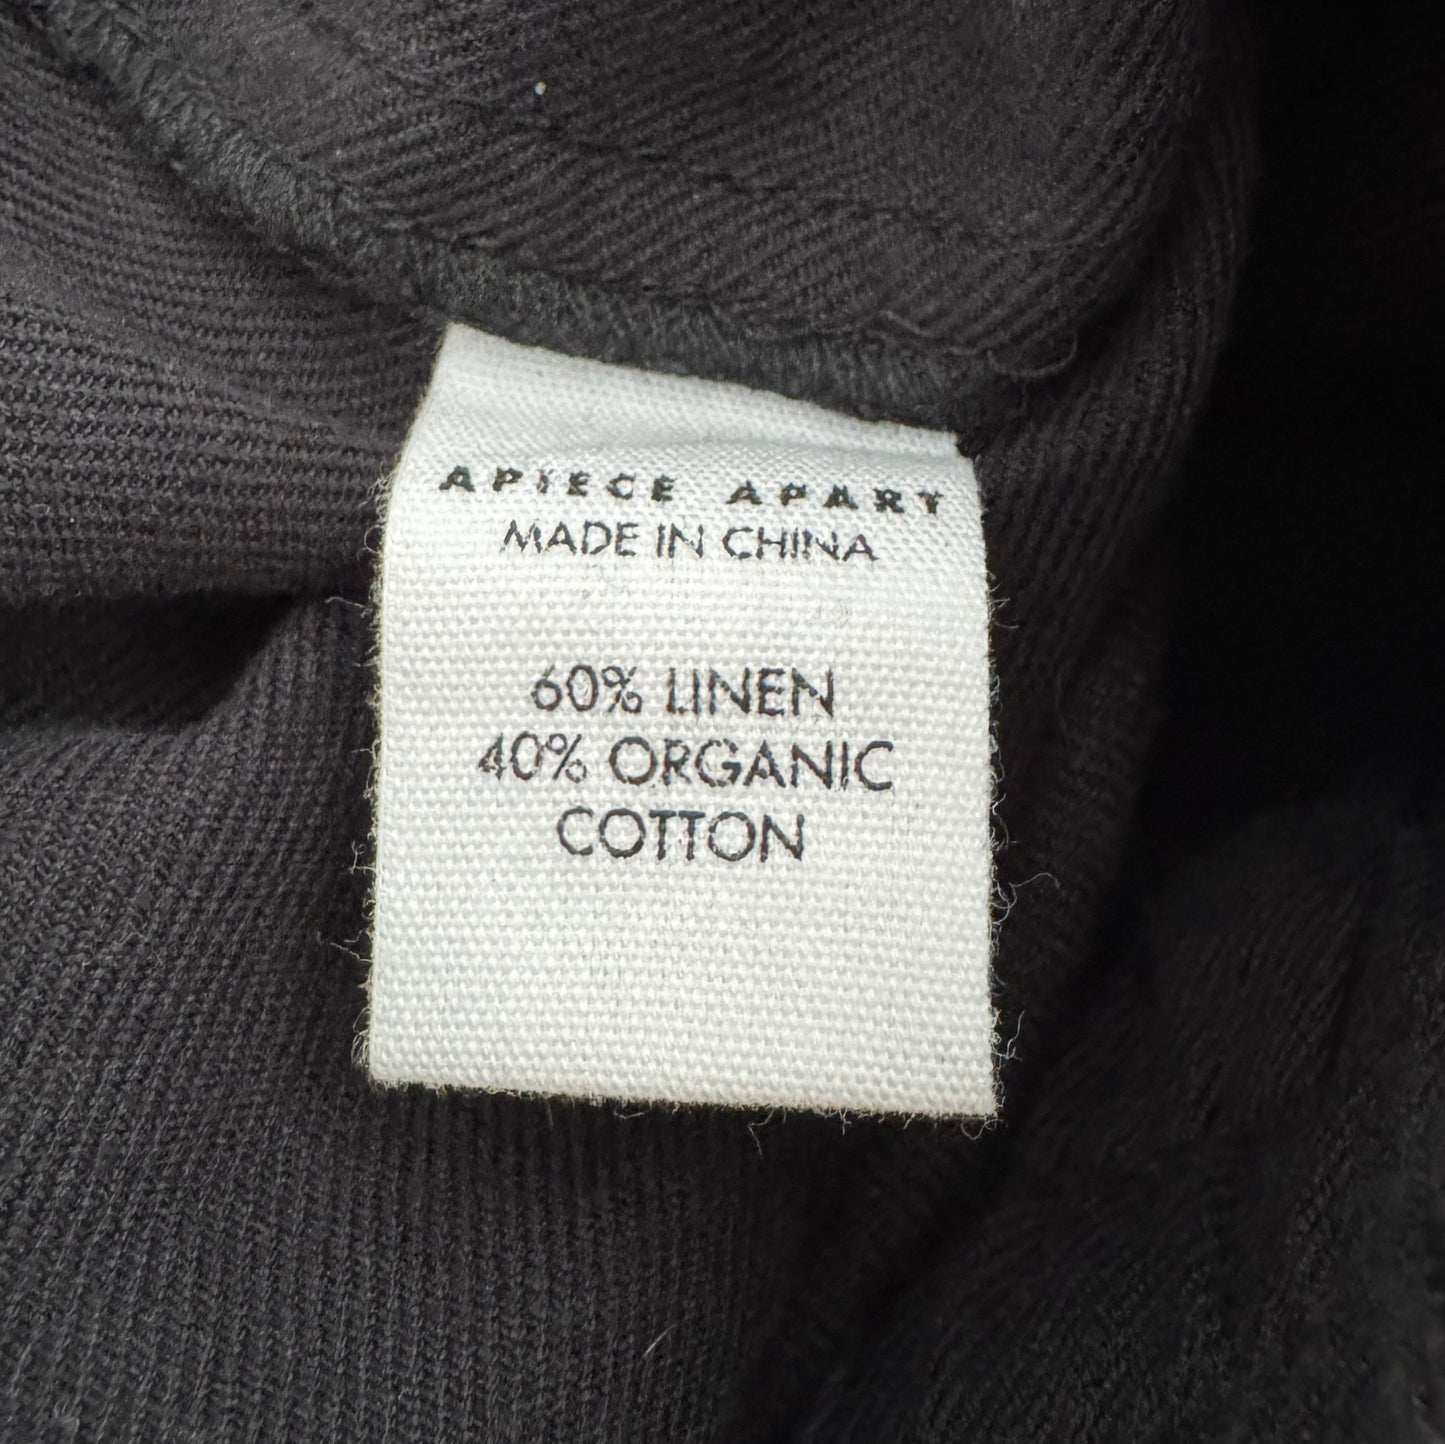 APIECE APART
MADE IN CHINA
60% LINEN
40% ORGANIC
COTTON